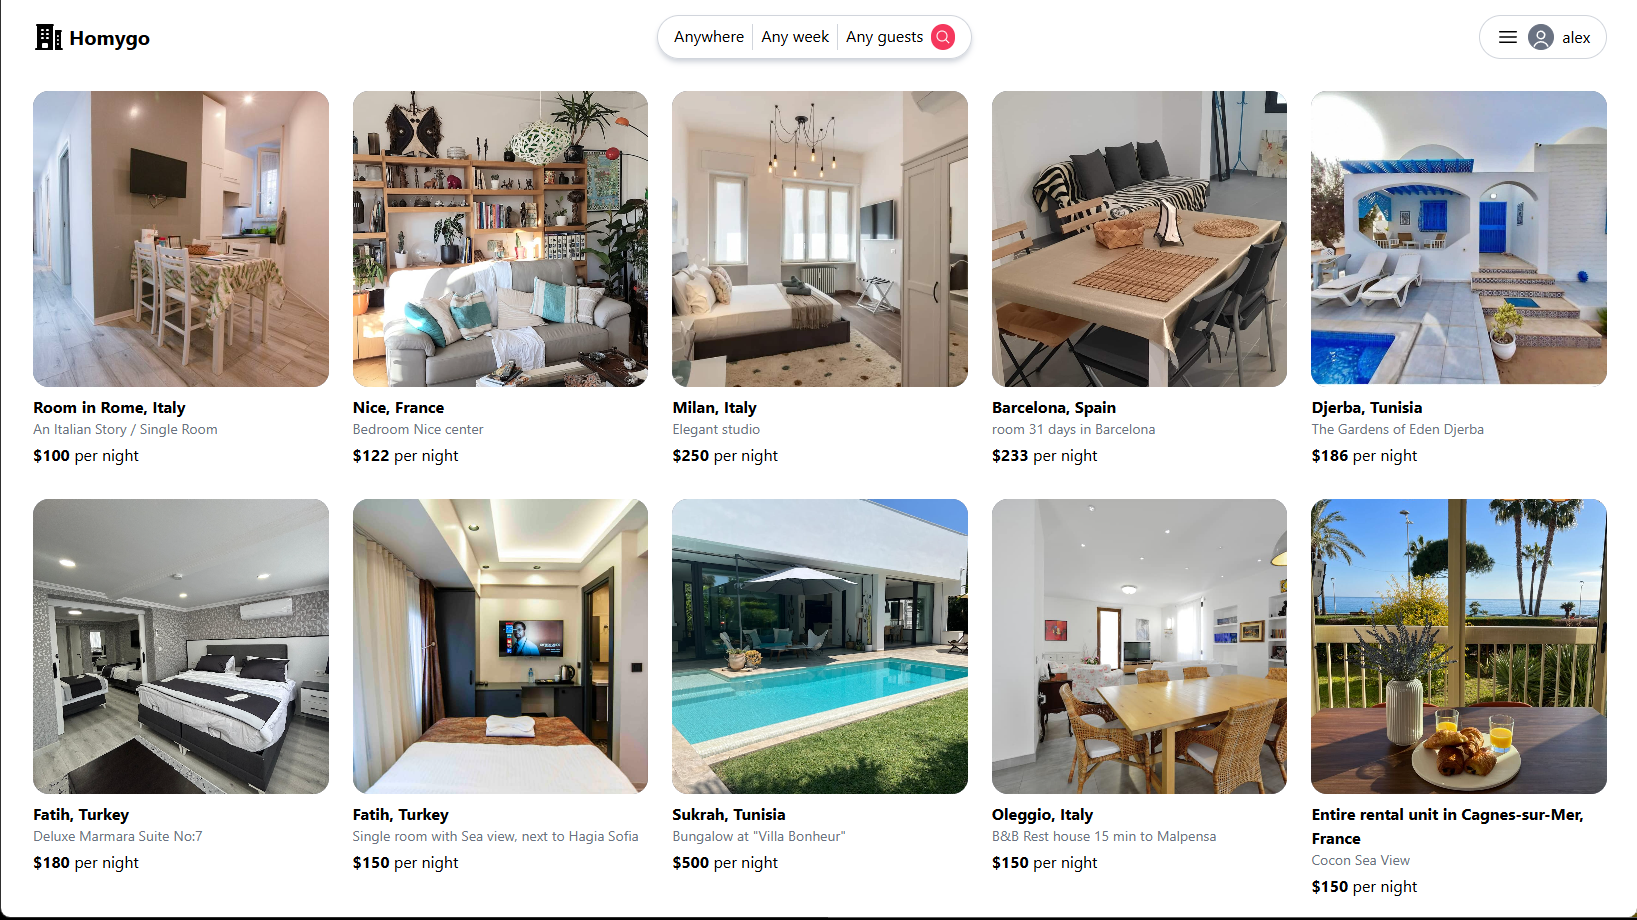 Homygo
Anywhere
Any week
Any guests
alex
Room in Rome, Italy
An Italian Story / Single Room
$100 per night
Nice, France
Bedroom Nice center
$122 per night
Milan, Italy
Elegant studio
$250 per night
Barcelona, Spain
room 31 days in Barcelona
$233 per night
Djerba, Tunisia
The Gardens of Eden Djerba
$186 per night
Fatih, Turkey
Deluxe Marmara Suite No:7
$180 per night
Fatih, Turkey
Single room with Sea view, next to Hagia Sofia
$150 per night
Sukrah, Tunisia
Bungalow at "Villa Bonheur"
$500 per night
Oleggio, Italy
B&B Rest house 15 min to Malpensa
$150 per night
Entire rental unit in Cagnes-sur-Mer,
France
Cocon Sea View
$150 per night